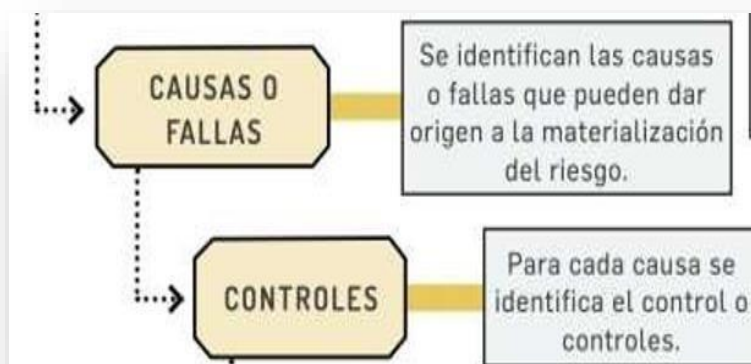 CAUSAS O
FALLAS
Se identifican las causas
o fallas que pueden dar
origen a la materialización
del riesgo.
CONTROLES
Para cada causa se
identifica el control o
controles.